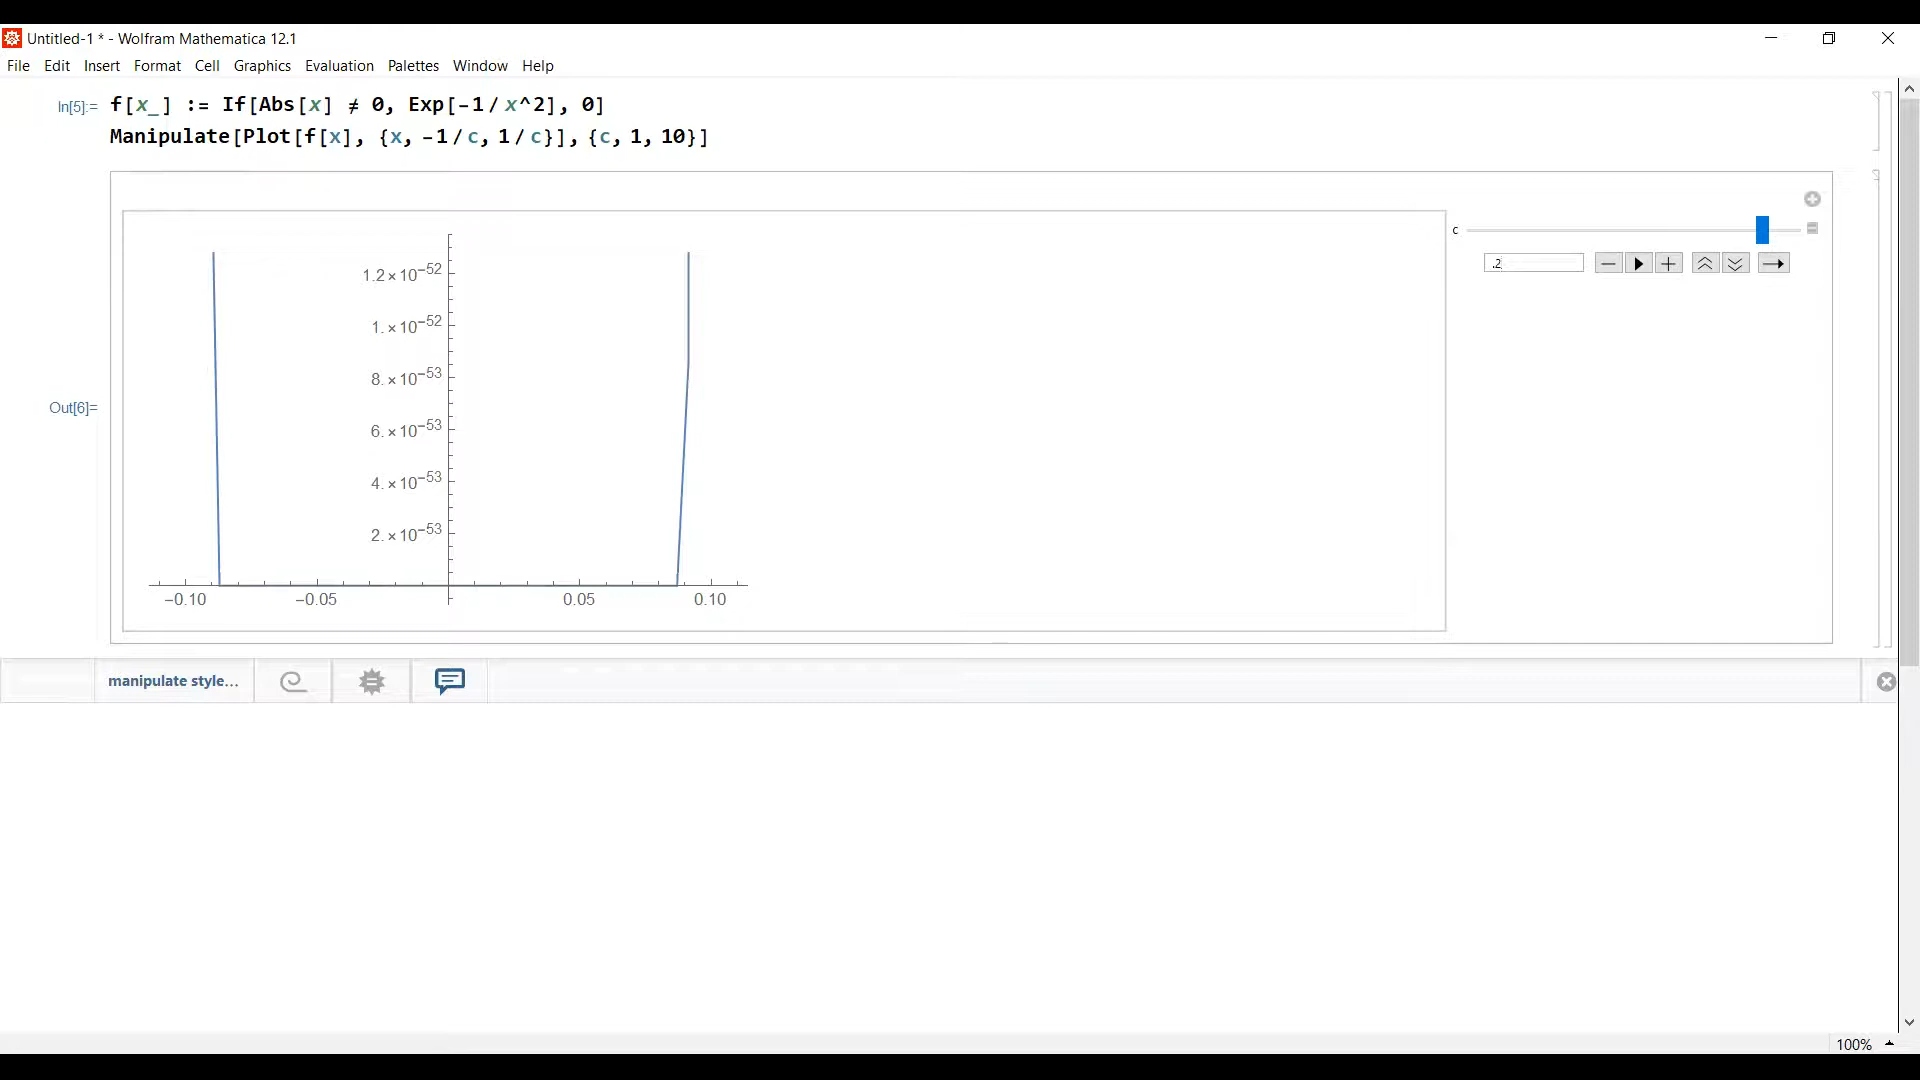 Untitled-1 * - Wolfram Mathematica 12.1
File Edit Insert Format Cell Graphics Evaluation Palettes Window Help
In[5]:= f[x_] := If[Abs[x] ≠ 0, Exp[-1/x^2], 0]
Manipulate[Plot[f[x], {x, -1/c, 1/c}], {c, 1, 10}]
c
.2
1.2×10^-52
1.×10^-52
8.×10^-53
6.×10^-53
4.×10^-53
2.×10^-53
-0.10 -0.05 0.05 0.10
Out[6]=
manipulate style...
100%